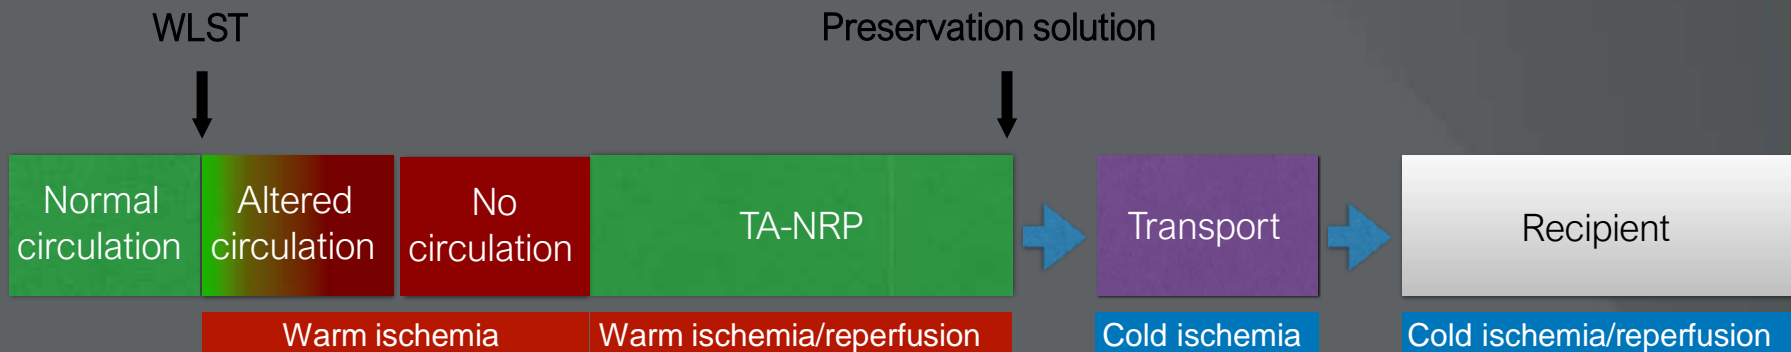 WLST
Preservation solution
Normal
circulation
Altered
circulation
No
circulation
TA-NRP
Transport
Recipient
Warm ischemia
Warm ischemia/reperfusion
Cold ischemia
Cold ischemia/reperfusion